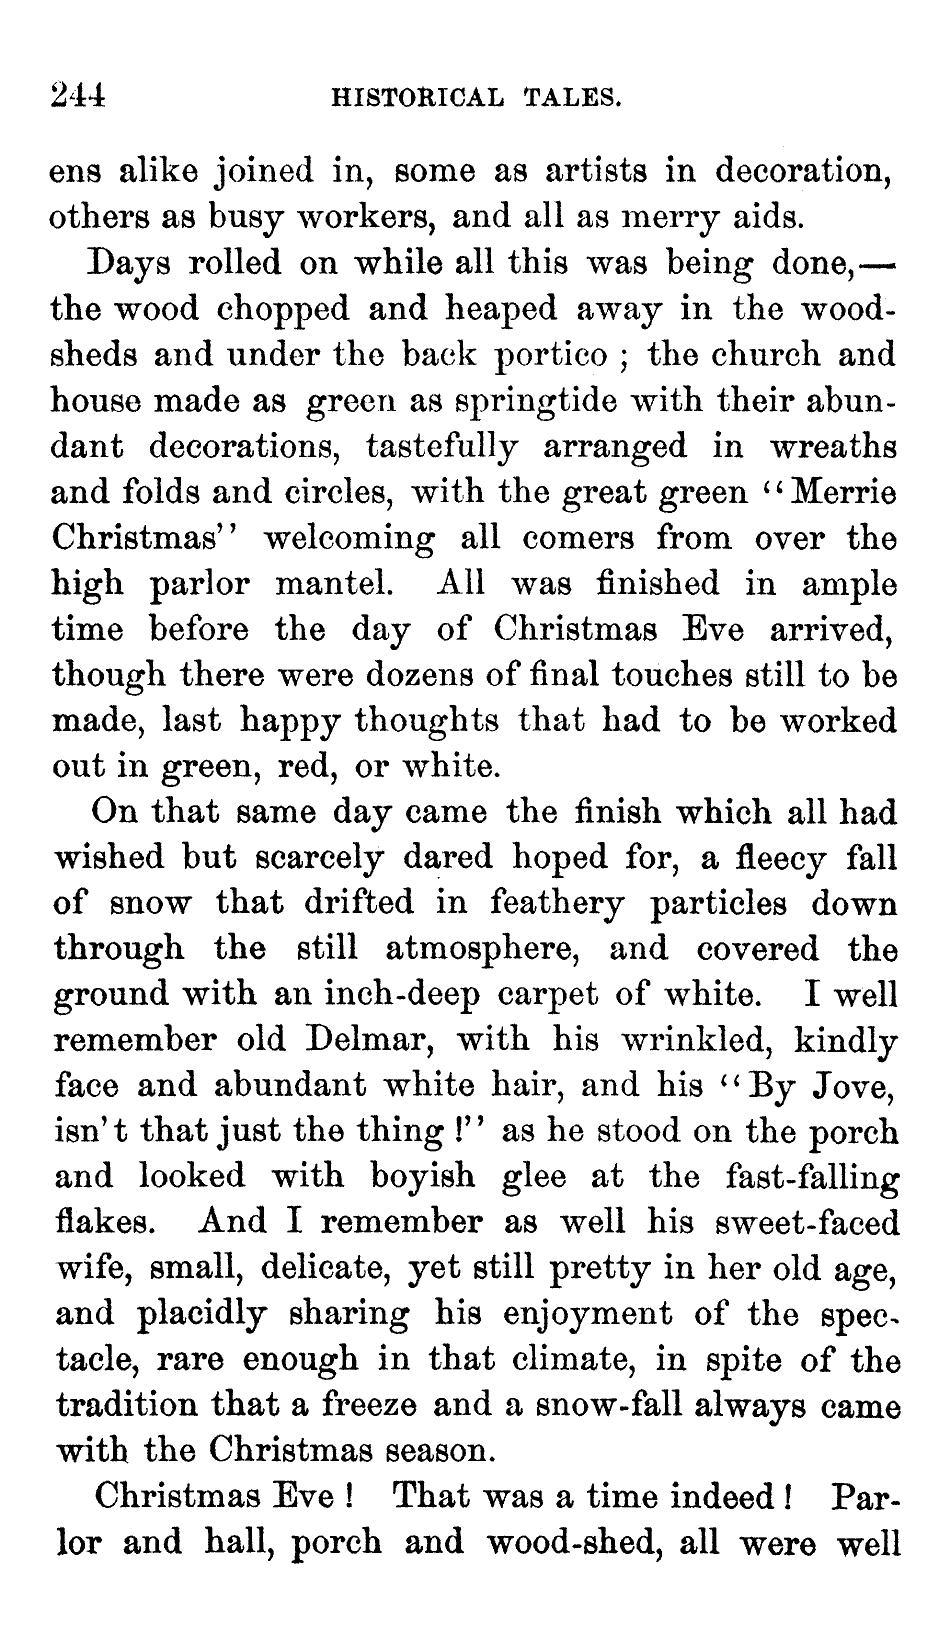 244 HISTORICAL TALES.
ens alike joined in, some as artists in decoration,
others as busy workers, and all as merry aids.
Days rolled on while all this was being done,—
the wood chopped and heaped away in the wood-
sheds and under the back portico ; the church and
house made as green as springtide with their abun-
dant decorations, tastefully arranged in wreaths
and folds and circles, with the great green “Merrie
Christmas” welcoming all comers from over the
high parlor mantel. All was finished in ample
time before the day of Christmas Eve arrived,
though there were dozens of final touches still to be
made, last happy thoughts that had to be worked
out in green, red, or white.
On that same day came the finish which all had
wished but scarcely dared hoped for, a fleecy fall
of snow that drifted in feathery particles down
through the still atmosphere, and covered the
ground with an inch-deep carpet of white. I well
remember old Delmar, with his wrinkled, kindly
face and abundant white hair, and his “By Jove,
isn't that just the thing !” as he stood on the porch
and looked with boyish glee at the fast-falling
flakes. And I remember as well his sweet-faced
wife, small, delicate, yet still pretty in her old age,
and placidly sharing his enjoyment of the spec-
tacle, rare enough in that climate, in spite of the
tradition that a freeze and a snow-fall always came
with the Christmas season.
Christmas Eve ! That was a time indeed ! Par-
lor and hall, porch and wood-shed, all were well